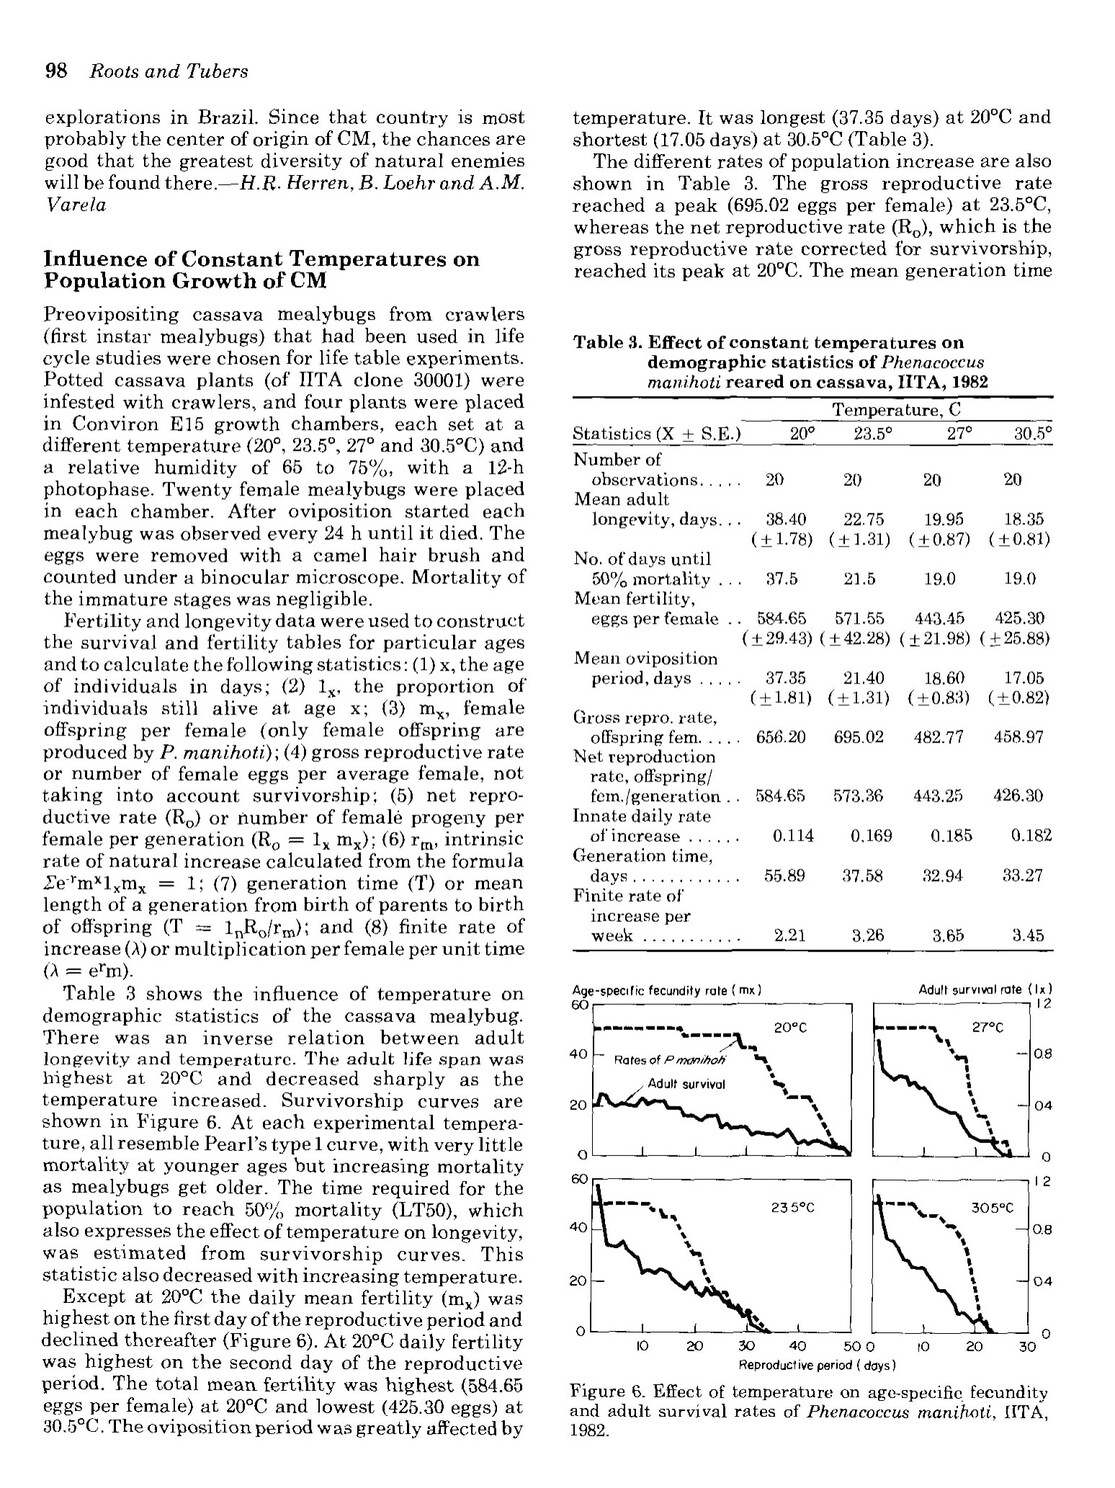 98 Roots and Tubers
explorations in Brazil. Since that country is most
probably the center of origin of CM, the chances are
good that the greatest diversity of natural enemies
will be found there.—H.R. Herren, B. Loehr and A.M.
Varela
Influence of Constant Temperatures on
Population Growth of CM
Preovipositing cassava mealybugs from crawlers
(first instar mealybugs) that had been used in life
cycle studies were chosen for life table experiments.
Potted cassava plants (of IITA clone 30001) were
infested with crawlers, and four plants were placed
in Conviron E15 growth chambers, each set at a
different temperature (20°, 23.5°, 27° and 30.5°C) and
a relative humidity of 65 to 75%, with a 12-h
photophase. Twenty female mealybugs were placed
in each chamber. After oviposition started each
mealybug was observed every 24 h until it died. The
eggs were removed with a camel hair brush and
counted under a binocular microscope. Mortality of
the immature stages was negligible.
Fertility and longevity data were used to construct
the survival and fertility tables for particular ages
and to calculate the following statistics: (1) x, the age
of individuals in days; (2) lx, the proportion of
individuals still alive at age x; (3) mx, female
offspring per female (only female offspring are
produced by P. manihoti); (4) gross reproductive rate
or number of female eggs per average female, not
taking into account survivorship; (5) net repro-
ductive rate (Ro) or number of female progeny per
female per generation (Ro = lx mx); (6) rm, intrinsic
rate of natural increase calculated from the formula
Σe-rmxlxmx = 1; (7) generation time (T) or mean
length of a generation from birth of parents to birth
of offspring (T = lnRo/rm); and (8) finite rate of
increase (λ) or multiplication per female per unit time
(λ = erm).
Table 3 shows the influence of temperature on
demographic statistics of the cassava mealybug.
There was an inverse relation between adult
longevity and temperature. The adult life span was
highest at 20°C and decreased sharply as the
temperature increased. Survivorship curves are
shown in Figure 6. At each experimental tempera-
ture, all resemble Pearl's type 1 curve, with very little
mortality at younger ages but increasing mortality
as mealybugs get older. The time required for the
population to reach 50% mortality (LT50), which
also expresses the effect of temperature on longevity,
was estimated from survivorship curves. This
statistic also decreased with increasing temperature.
Except at 20°C the daily mean fertility (mx) was
highest on the first day of the reproductive period and
declined thereafter (Figure 6). At 20°C daily fertility
was highest on the second day of the reproductive
period. The total mean fertility was highest (584.65
eggs per female) at 20°C and lowest (425.30 eggs) at
30.5°C. The oviposition period was greatly affected by
temperature. It was longest (37.35 days) at 20°C and
shortest (17.05 days) at 30.5°C (Table 3).
The different rates of population increase are also
shown in Table 3. The gross reproductive rate
reached a peak (695.02 eggs per female) at 23.5°C,
whereas the net reproductive rate (Ro), which is the
gross reproductive rate corrected for survivorship,
reached its peak at 20°C. The mean generation time
Table 3. Effect of constant temperatures on
demographic statistics of Phenacoccus
manihoti reared on cassava, IITA, 1982
Temperature, C
Statistics (X ± S.E.) 20° 23.5° 27° 30.5°
Number of
observations..... 20 20 20 20
Mean adult
longevity, days... 38.40 22.75 19.95 18.35
(±1.78) (±1.31) (±0.87) (±0.81)
No. of days until
50% mortality ... 37.5 21.5 19.0 19.0
Mean fertility,
eggs per female .. 584.65 571.55 443.45 425.30
(±29.43) (±42.28) (±21.98) (±25.88)
Mean oviposition
period, days ..... 37.35 21.40 18.60 17.05
(±1.81) (±1.31) (±0.83) (±0.82)
Gross repro. rate,
offspring fem..... 656.20 695.02 482.77 458.97
Net reproduction
rate, offspring/
fem./generation .. 584.65 573.36 443.25 426.30
Innate daily rate
of increase ...... 0.114 0.169 0.185 0.182
Generation time,
days............ 55.89 37.58 32.94 33.27
Finite rate of
increase per
week ........... 2.21 3.26 3.65 3.45
Age-specific fecundity rate (mx) Adult survival rate (lx)
60 1 2
20°C 27°C
40 Rates of P manihoti 0.8
Adult survival
20 0 4
0 0
60 1 2
23 5°C 30 5°C
40 0.8
20 0 4
0 0
10 20 30 40 50 0 10 20 30
Reproductive period (days)
Figure 6. Effect of temperature on age-specific fecundity
and adult survival rates of Phenacoccus manihoti, IITA,
1982.